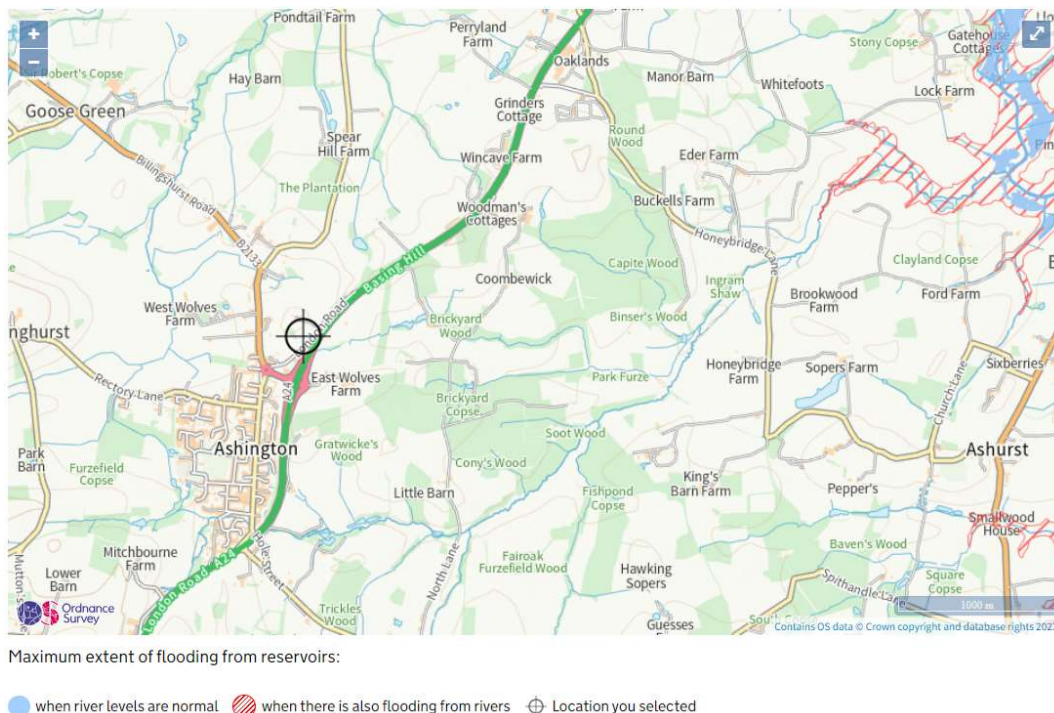 Pondtail Farm
Perryland
Farm
Farm
Gatehouse
Cottages
Stony Copse
Oaklands
Sir Robert's Copse
Hay Barn
Manor Barn
Whitefoots
Lock Farm
Goose Green
Grinders
Cottage
Spear
Hill Farm
Round
Wood
Wincave Farm
Eder Farm
Billingshurst Road
The Plantation
Woodman's
Cottages
Buckells Farm
Honeybridge Lane
B2133
Basing Hill
Capite Wood
Clayland Copse
Coombewick
Ingram
Shaw
Brookwood
Farm
Ford Farm
West Wolves
Farm
London Road
Brickyard
Wood
Binser's Wood
nghurst
Honeybridge
Farm
Sopers Farm
Sixberries
Rectory Lane
A24
East Wolves
Farm
Park Furze
Brickyard
Copse
Church Lane
Ashington
Gratwicke's
Wood
Soot Wood
Ashurst
Park
Barn
Furzefield
Copse
Cony's Wood
King's
Barn Farm
Little Barn
Fishpond
Copse
Pepper's
Smallwood
House
Mitchbourne
Farm
Hole Street
North Lane
Baven's Wood
Lower
Barn
London Road A24
Fairoak
Furzefield Wood
Hawking
Sopers
Spithandle Lane
Square
Copse
Ordnance
Survey
Trickles
Wood
Guesses
1000 m
Contains OS data © Crown copyright and database rights 202
Maximum extent of flooding from reservoirs:
when river levels are normal when there is also flooding from rivers Location you selected